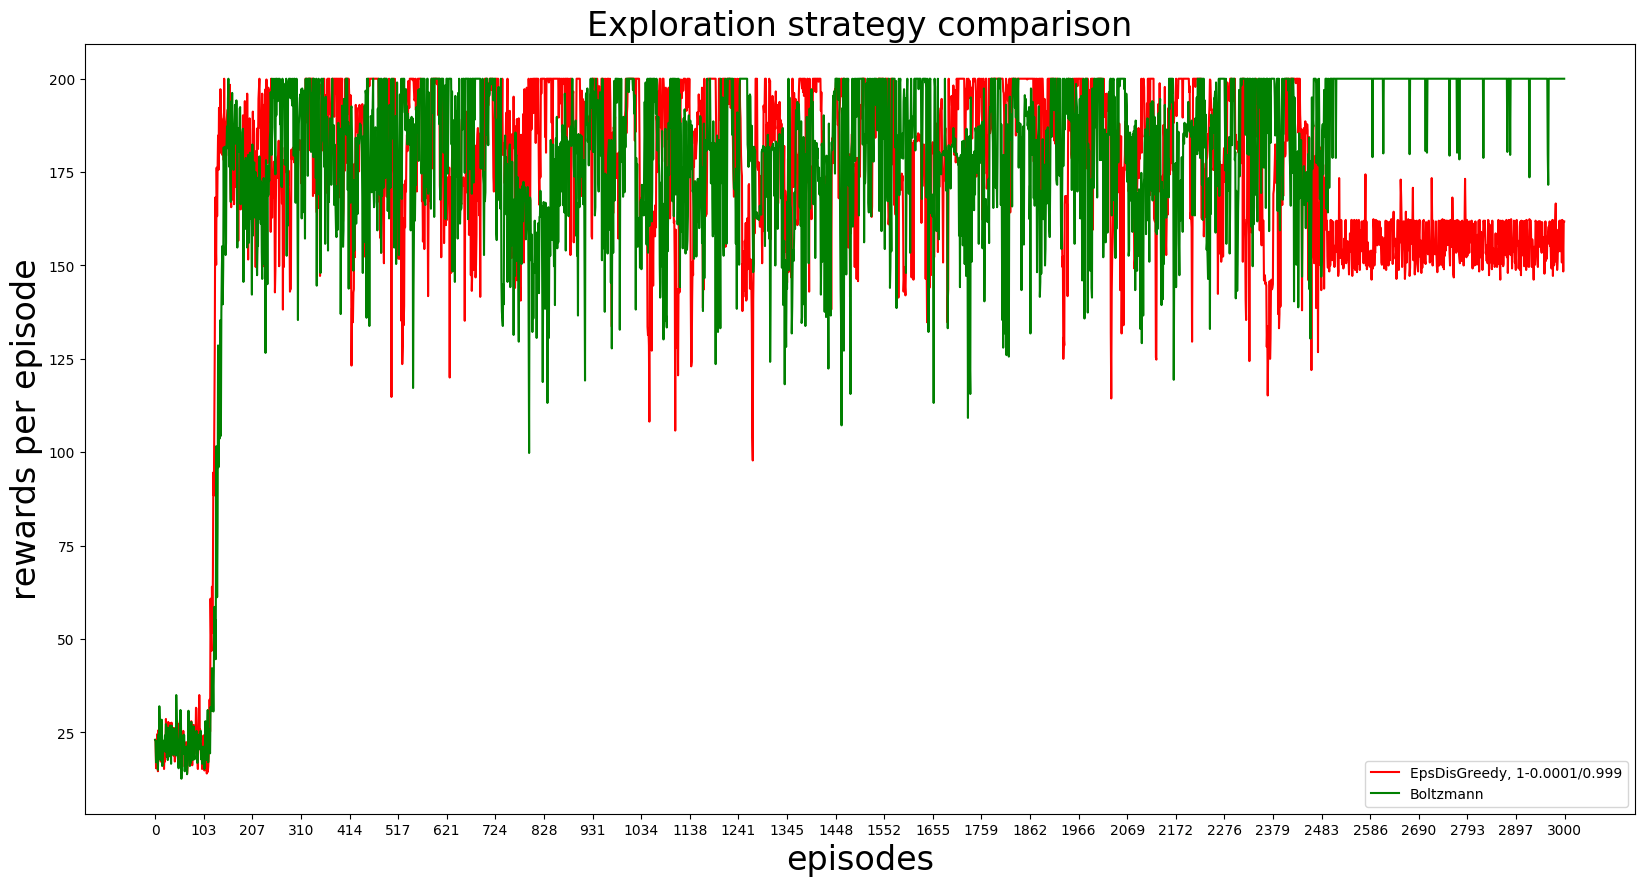 Exploration strategy comparison
rewards per episode
200
175
150
125
100
75
50
25
EpsDisGreedy, 1-0.0001/0.999
Boltzmann
0 103 207 310 414 517 621 724 828 931 1034 1138 1241 1345 1448 1552 1655 1759 1862 1966 2069 2172 2276 2379 2483 2586 2690 2793 2897 3000
episodes